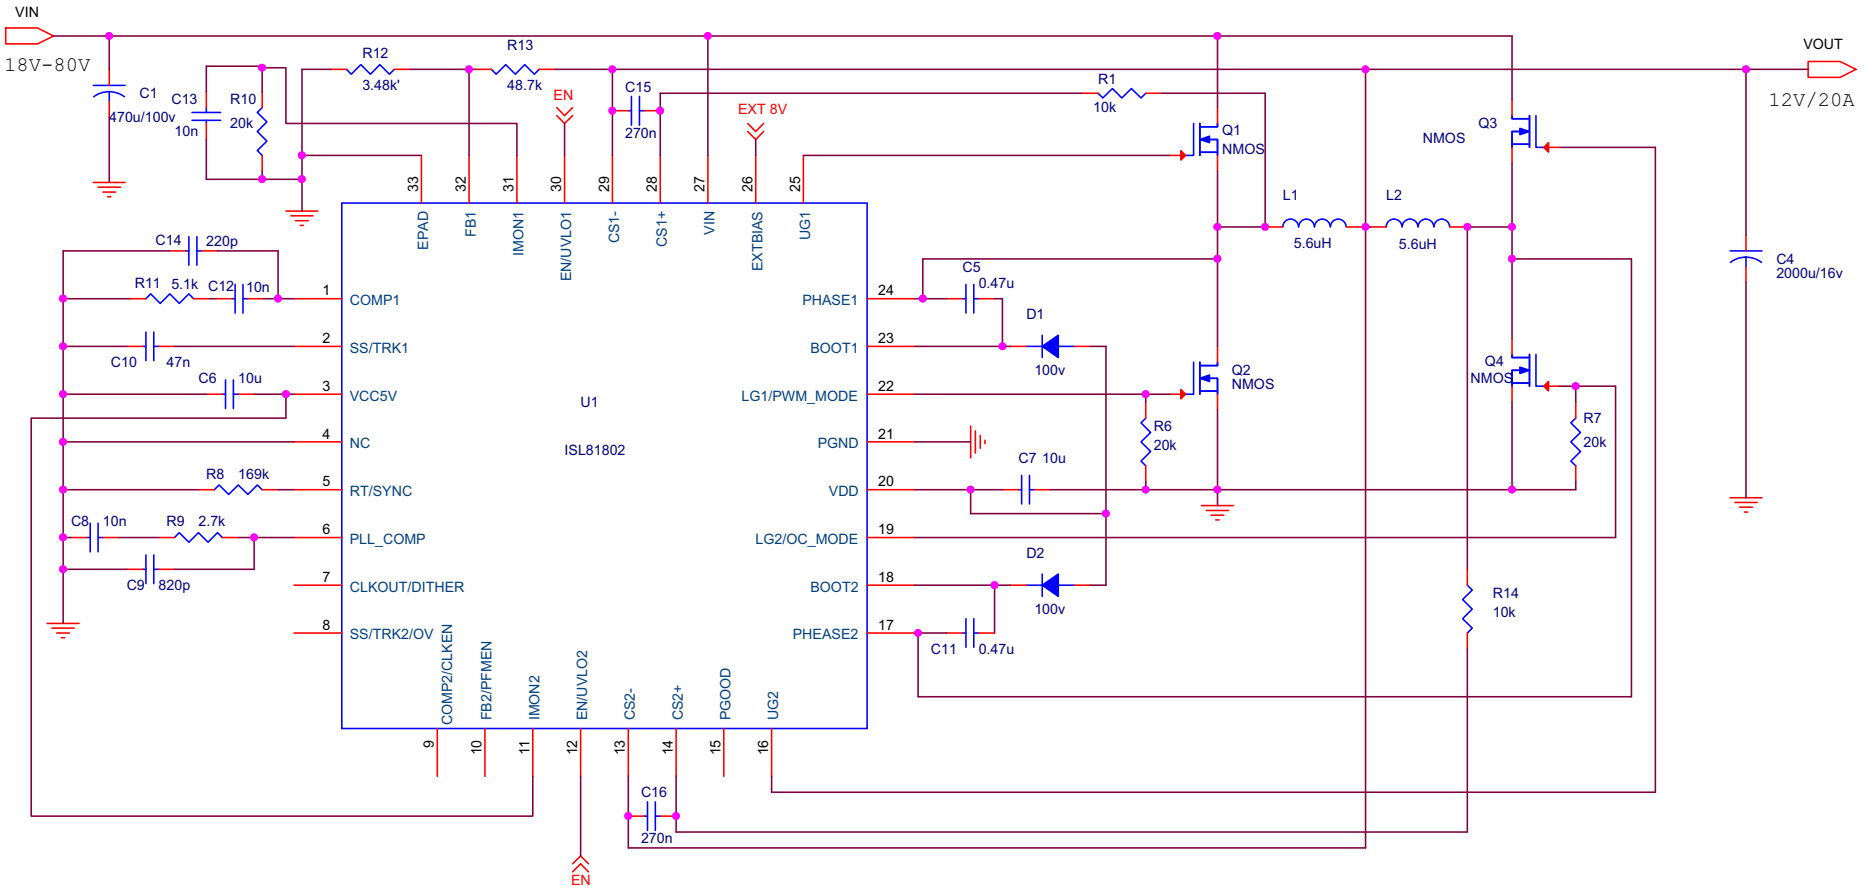 VIN
18V-80V
C1
470u/100v
C13
10n
R10
20k
R12
3.48k'
R13
48.7k
EN
C15
270n
EXT 8V
R1
10k
Q1
NMOS
Q3
NMOS
VOUT
12V/20A
33
32
31
30
29
28
27
26
25
EPAD
FB1
IMON1
EN/UVLO1
CS1-
CS1+
VIN
EXTBIAS
UG1
L1
5.6uH
L2
5.6uH
C4
2000u/16v
C14 220p
R11 5.1k C12 10n
1 COMP1
2 SS/TRK1
C10 47n
C6 10u
3 VCC5V
4 NC
R8 169k
5 RT/SYNC
C8 10n R9 2.7k
6 PLL_COMP
C9 820p
7 CLKOUT/DITHER
8 SS/TRK2/OV
U1
ISL81802
PHASE1 24
BOOT1 23
LG1/PWM_MODE 22
PGND 21
VDD 20
LG2/OC_MODE 19
BOOT2 18
PHEASE2 17
C5
0.47u
D1
100v
Q2
NMOS
Q4
NMOS
R6
20k
R7
20k
C7 10u
D2
100v
C11 0.47u
R14
10k
COMP2/CLKEN
FB2/PFMEN
IMON2
EN/UVLO2
CS2-
CS2+
PGOOD
UG2
9
10
11
12
13
14
15
16
C16
270n
EN